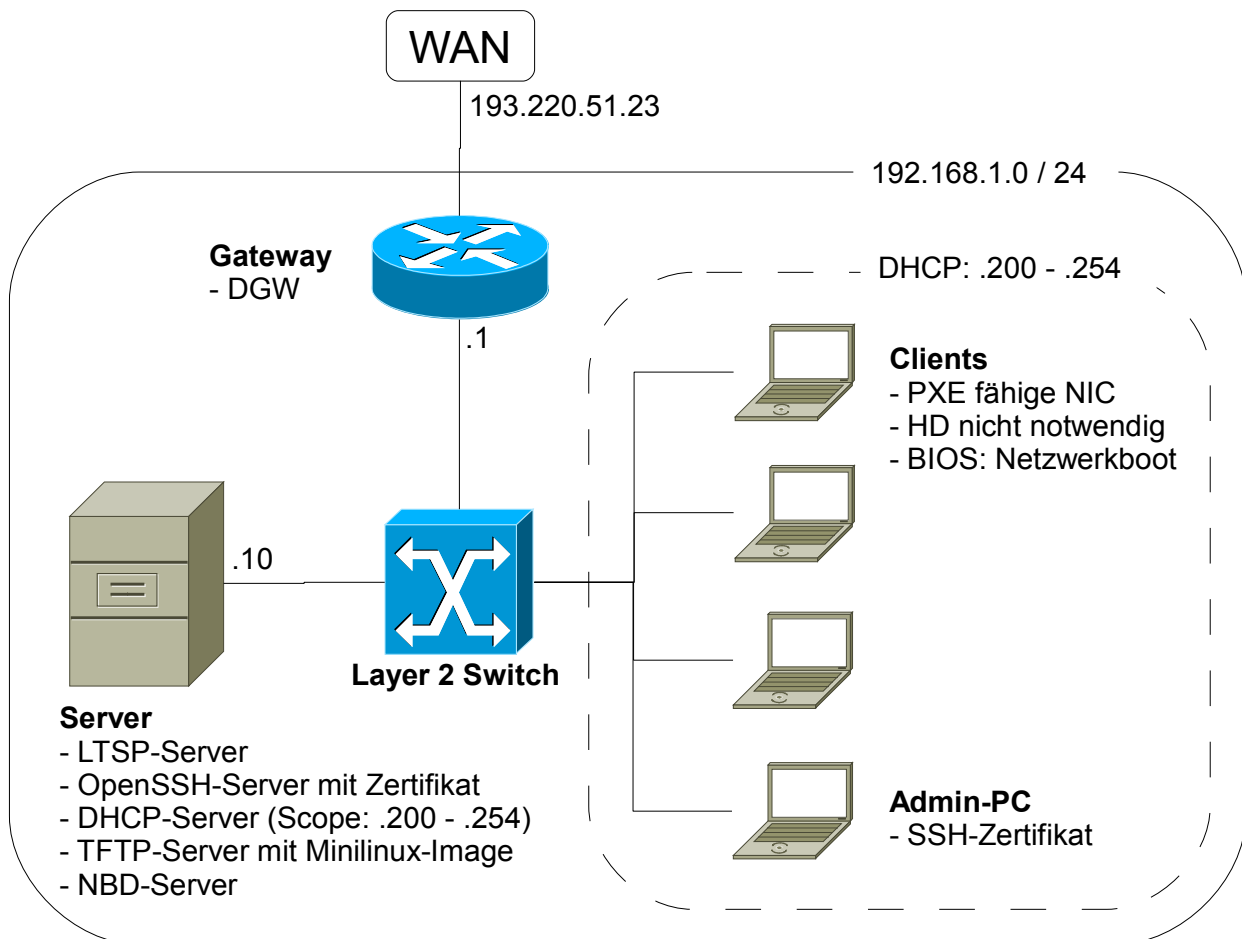 WAN
193.220.51.23
192.168.1.0 / 24
Gateway
- DGW
.1
DHCP: .200 - .254
Clients
- PXE fähige NIC
- HD nicht notwendig
- BIOS: Netzwerkboot
.10
Layer 2 Switch
Server
- LTSP-Server
- OpenSSH-Server mit Zertifikat
- DHCP-Server (Scope: .200 - .254)
- TFTP-Server mit Minilinux-Image
- NBD-Server
Admin-PC
- SSH-Zertifikat